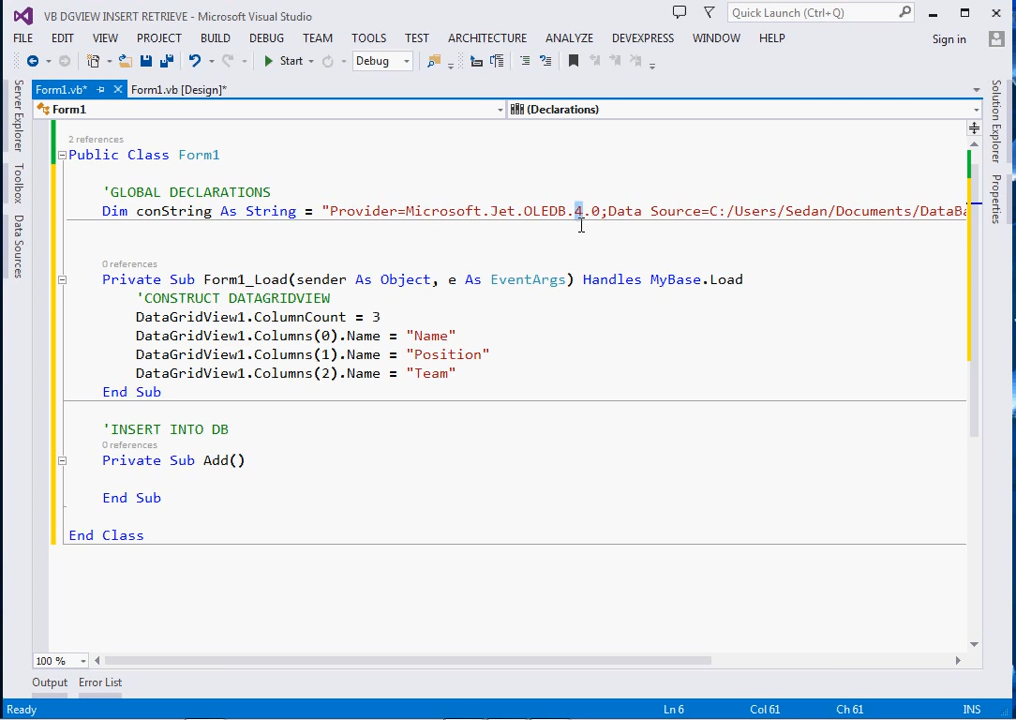 VB DGVIEW INSERT RETRIEVE - Microsoft Visual Studio
Quick Launch (Ctrl+Q)
FILE EDIT VIEW PROJECT BUILD DEBUG TEAM TOOLS TEST ARCHITECTURE ANALYZE DEVEXPRESS WINDOW HELP Sign in
Start Debug
Form1.vb* Form1.vb [Design]*
Form1 (Declarations)
Server Explorer
Toolbox
Data Sources
Solution Explorer
Properties
2 references
Public Class Form1
'GLOBAL DECLARATIONS
Dim conString As String = "Provider=Microsoft.Jet.OLEDB.4.0;Data Source=C:/Users/Sedan/Documents/DataBa
0 references
Private Sub Form1_Load(sender As Object, e As EventArgs) Handles MyBase.Load
'CONSTRUCT DATAGRIDVIEW
DataGridView1.ColumnCount = 3
DataGridView1.Columns(0).Name = "Name"
DataGridView1.Columns(1).Name = "Position"
DataGridView1.Columns(2).Name = "Team"
End Sub
'INSERT INTO DB
0 references
Private Sub Add()
End Sub
End Class
100 %
Output Error List
Ready Ln 6 Col 61 Ch 61 INS